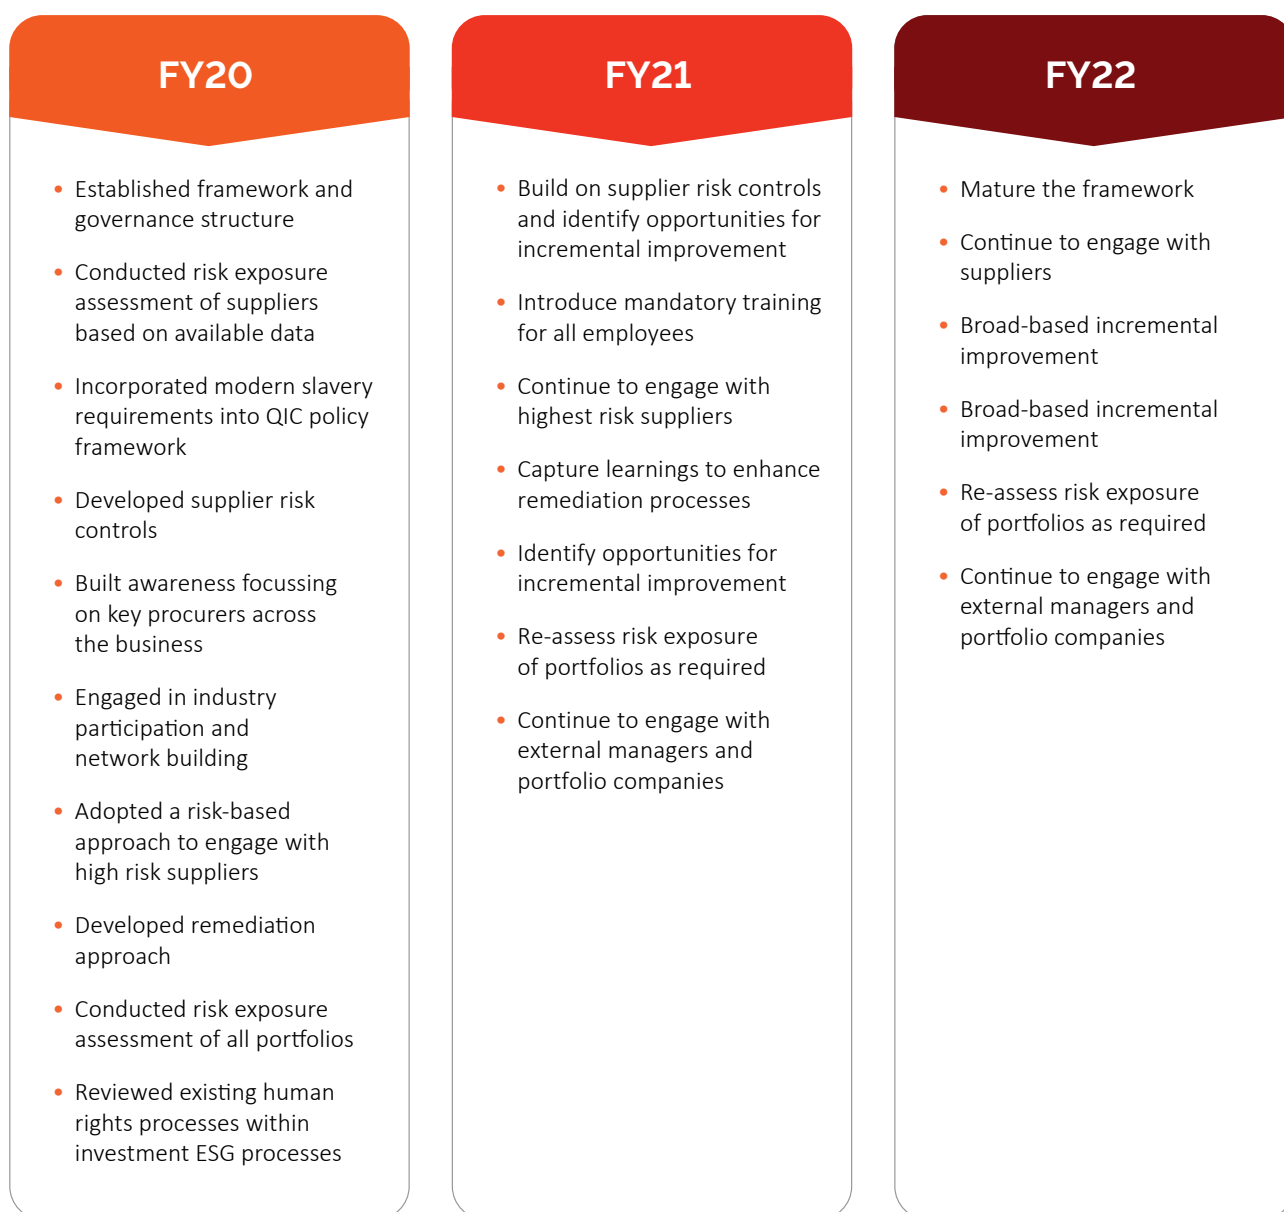 FY20
• Established framework and
governance structure
• Conducted risk exposure
assessment of suppliers
based on available data
• Incorporated modern slavery
requirements into QIC policy
framework
• Developed supplier risk
controls
• Built awareness focussing
on key procurers across
the business
• Engaged in industry
participation and
network building
• Adopted a risk-based
approach to engage with
high risk suppliers
• Developed remediation
approach
• Conducted risk exposure
assessment of all portfolios
• Reviewed existing human
rights processes within
investment ESG processes
FY21
• Build on supplier risk controls
and identify opportunities for
incremental improvement
• Introduce mandatory training
for all employees
• Continue to engage with
highest risk suppliers
• Capture learnings to enhance
remediation processes
• Identify opportunities for
incremental improvement
• Re-assess risk exposure
of portfolios as required
• Continue to engage with
external managers and
portfolio companies
FY22
• Mature the framework
• Continue to engage with
suppliers
• Broad-based incremental
improvement
• Broad-based incremental
improvement
• Re-assess risk exposure
of portfolios as required
• Continue to engage with
external managers and
portfolio companies